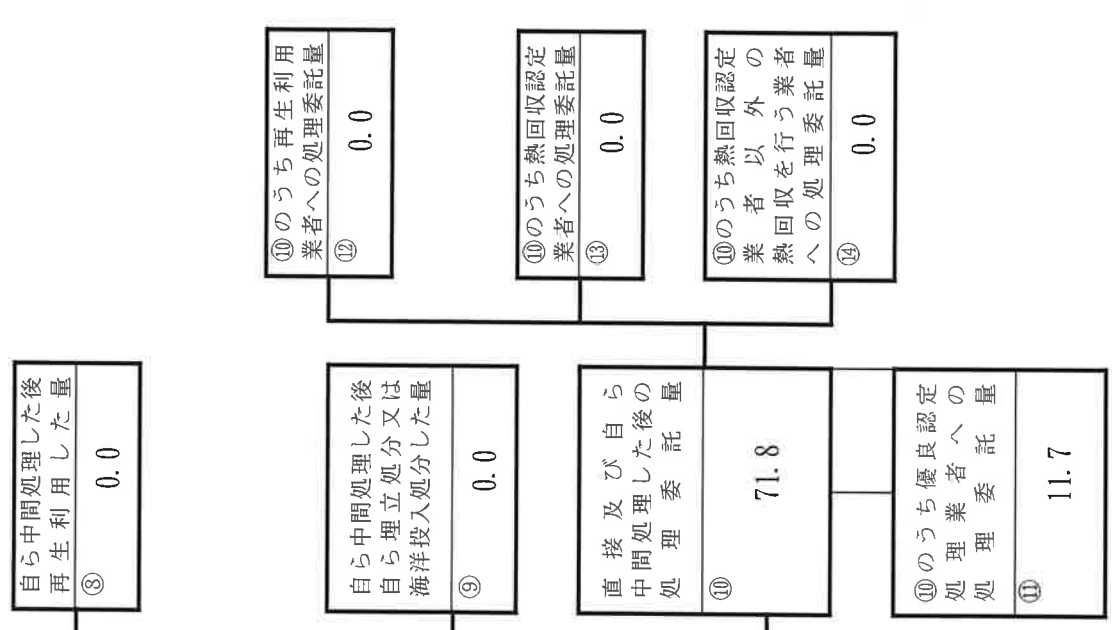 自ら中間処理した後
再生利用した量
⑧
0.0
自ら中間処理した後
自ら埋立処分又は
海洋投入処分した量
⑨
0.0
直接及び自ら
中間処理した後の
処理委託量
⑩
71.8
⑩のうち優良認定
処理業者への
処理委託量
⑪
11.7
⑩のうち再生利用
業者への処理委託量
⑫
0.0
⑩のうち熱回収認定
業者への処理委託量
⑬
0.0
⑩のうち熱回収認定
業者以外の
熱回収を行う業者
への処理委託量
⑭
0.0